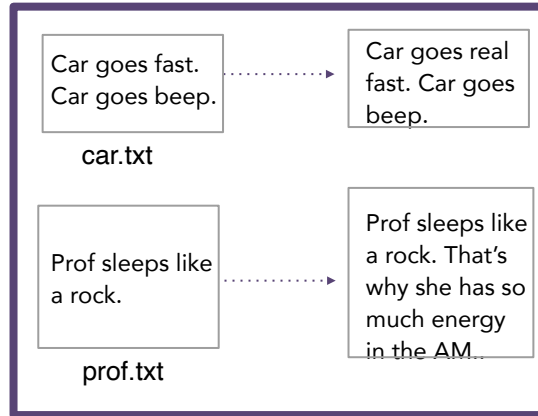 Car goes fast.
Car goes beep.
car.txt
Car goes real
fast. Car goes
beep.
Prof sleeps like
a rock.
prof.txt
Prof sleeps like
a rock. That's
why she has so
much energy
in the AM..